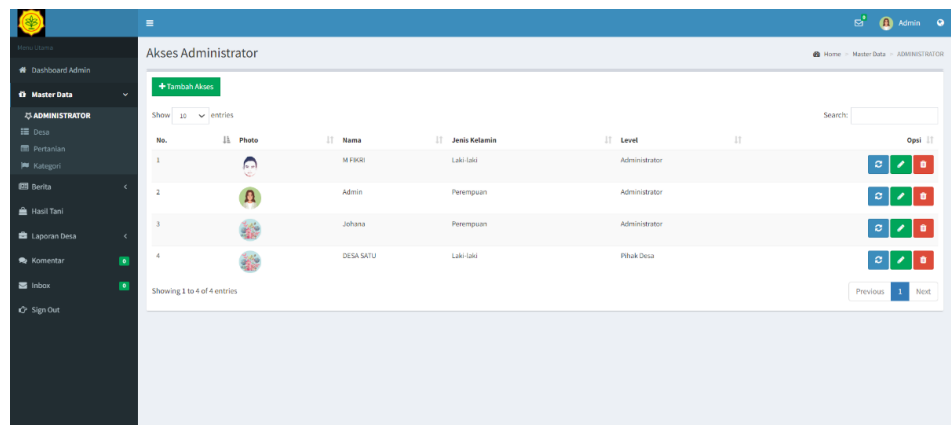 Admin
Menu Utama
Akses Administrator
Home > Master Data > ADMINISTRATOR
Dashboard Admin
Master Data
ADMINISTRATOR
Desa
Pertanian
Kategori
Berita
Hasil Tani
Laporan Desa
Komentar 0
Inbox 0
Sign Out
+ Tambah Akses
Show 10 entries
Search:
No. Photo Nama Jenis Kelamin Level Opsi
1 M FIKRI Laki-laki Administrator
2 Admin Perempuan Administrator
3 Johana Perempuan Administrator
4 DESA SATU Laki-laki Pihak Desa
Showing 1 to 4 of 4 entries
Previous 1 Next